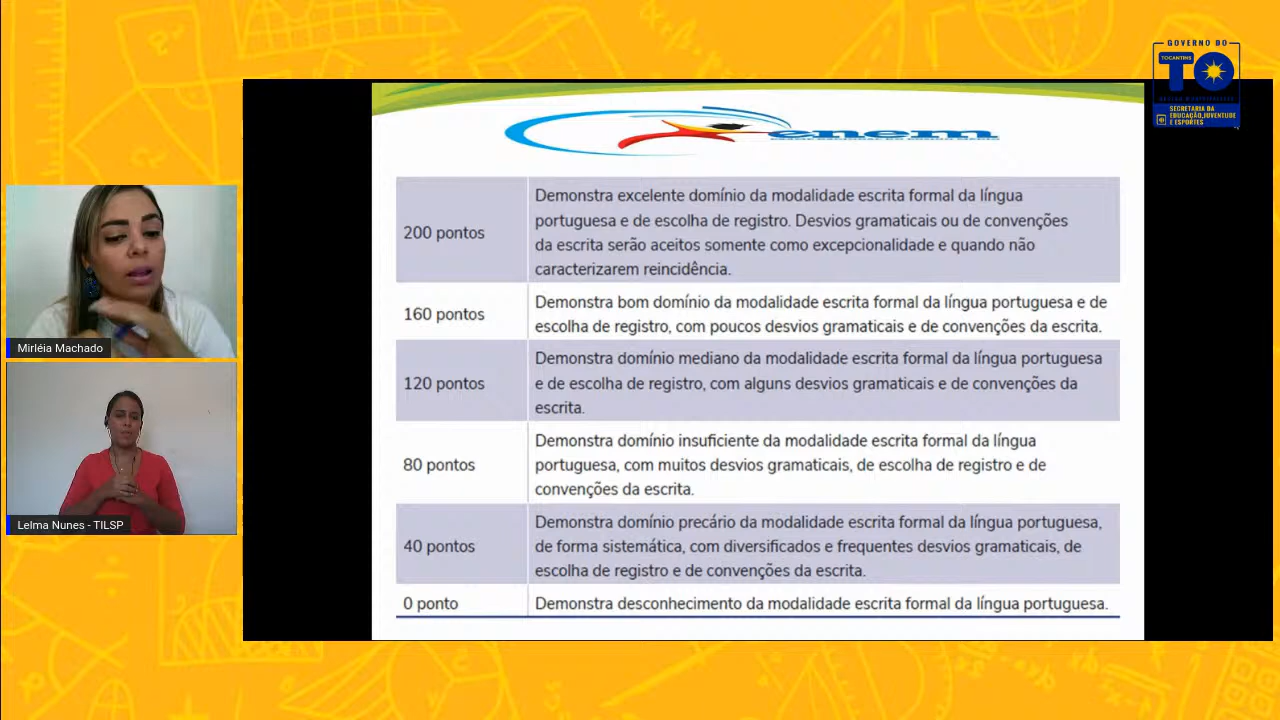 GOVERNO DO
TOCANTINS
TO
SECRETARIA DA
EDUCAÇÃO, JUVENTUDE
E ESPORTES
enem
200 pontos
Demonstra excelente domínio da modalidade escrita formal da língua
portuguesa e de escolha de registro. Desvios gramaticais ou de convenções
da escrita serão aceitos somente como excepcionalidade e quando não
caracterizarem reincidência.
160 pontos
Demonstra bom domínio da modalidade escrita formal da língua portuguesa e de
escolha de registro, com poucos desvios gramaticais e de convenções da escrita.
120 pontos
Demonstra domínio mediano da modalidade escrita formal da língua portuguesa
e de escolha de registro, com alguns desvios gramaticais e de convenções da
escrita.
80 pontos
Demonstra domínio insuficiente da modalidade escrita formal da língua
portuguesa, com muitos desvios gramaticais, de escolha de registro e de
convenções da escrita.
40 pontos
Demonstra domínio precário da modalidade escrita formal da língua portuguesa,
de forma sistemática, com diversificados e frequentes desvios gramaticais, de
escolha de registro e de convenções da escrita.
0 ponto
Demonstra desconhecimento da modalidade escrita formal da língua portuguesa.
Mirléia Machado
Lelma Nunes - TILSP